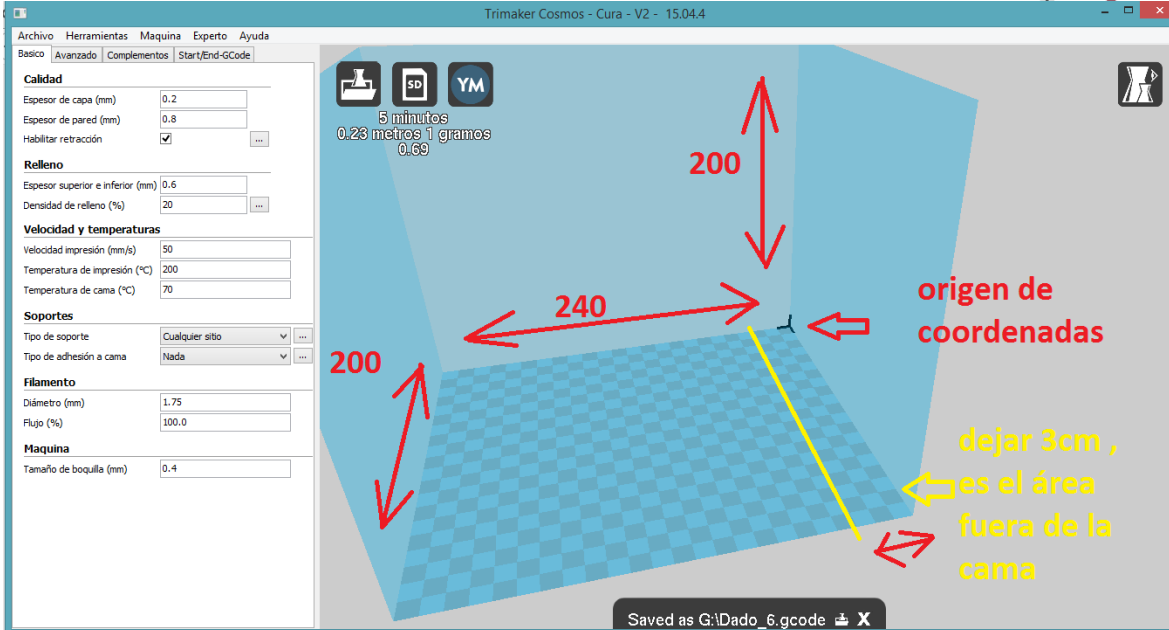 Trimaker Cosmos - Cura - V2 - 15.04.4
Archivo Herramientas Maquina Experto Ayuda
Basico Avanzado Complementos Start/End-GCode
Calidad
Espesor de capa (mm) 0.2
Espesor de pared (mm) 0.8
Habilitar retracción ...
Relleno
Espesor superior e inferior (mm) 0.6
Densidad de relleno (%) 20 ...
Velocidad y temperaturas
Velocidad impresión (mm/s) 50
Temperatura de impresión (ºC) 200
Temperatura de cama (ºC) 70
Soportes
Tipo de soporte Cualquier sitio ...
Tipo de adhesión a cama Nada ...
Filamento
Diámetro (mm) 1.75
Flujo (%) 100.0
Maquina
Tamaño de boquilla (mm) 0.4
SD YM
5 minutos
0.23 metros 1 gramos
0.69
200
240
200
origen de
coordenadas
dejar 3cm ,
es el área
fuera de la
cama
Saved as G:\Dado_6.gcode X